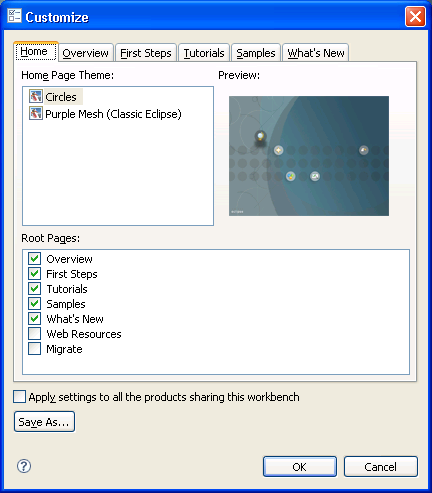 Customize
Home Overview First Steps Tutorials Samples What's New
Home Page Theme: Preview:
Circles
Purple Mesh (Classic Eclipse)
Root Pages:
Overview
First Steps
Tutorials
Samples
What's New
Web Resources
Migrate
Apply settings to all the products sharing this workbench
Save As...
? OK Cancel